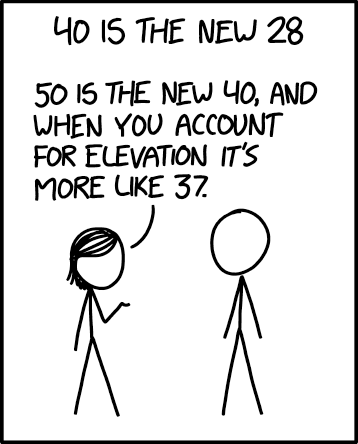 40 IS THE NEW 28
50 IS THE NEW 40, AND
WHEN YOU ACCOUNT
FOR ELEVATION IT'S
MORE LIKE 37.